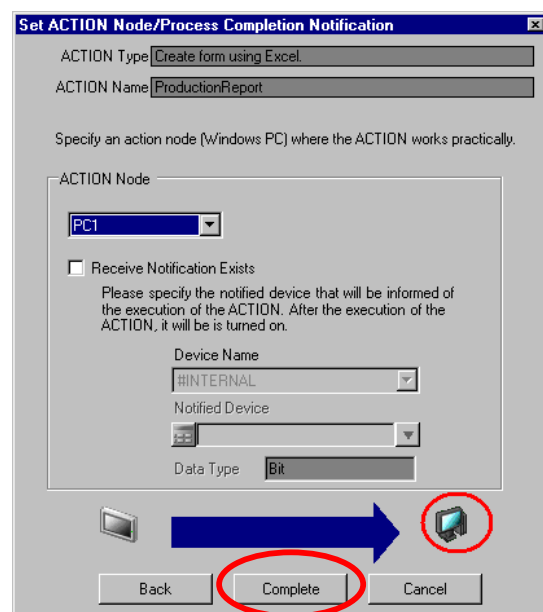 Set ACTION Node/Process Completion Notification
ACTION Type Create form using Excel.
ACTION Name ProductionReport
Specify an action node (Windows PC) where the ACTION works practically.
ACTION Node
PC1
Receive Notification Exists
Please specify the notified device that will be informed of
the execution of the ACTION. After the execution of the
ACTION, it will be is turned on.
Device Name
#INTERNAL
Notified Device
Data Type Bit
Back Complete Cancel